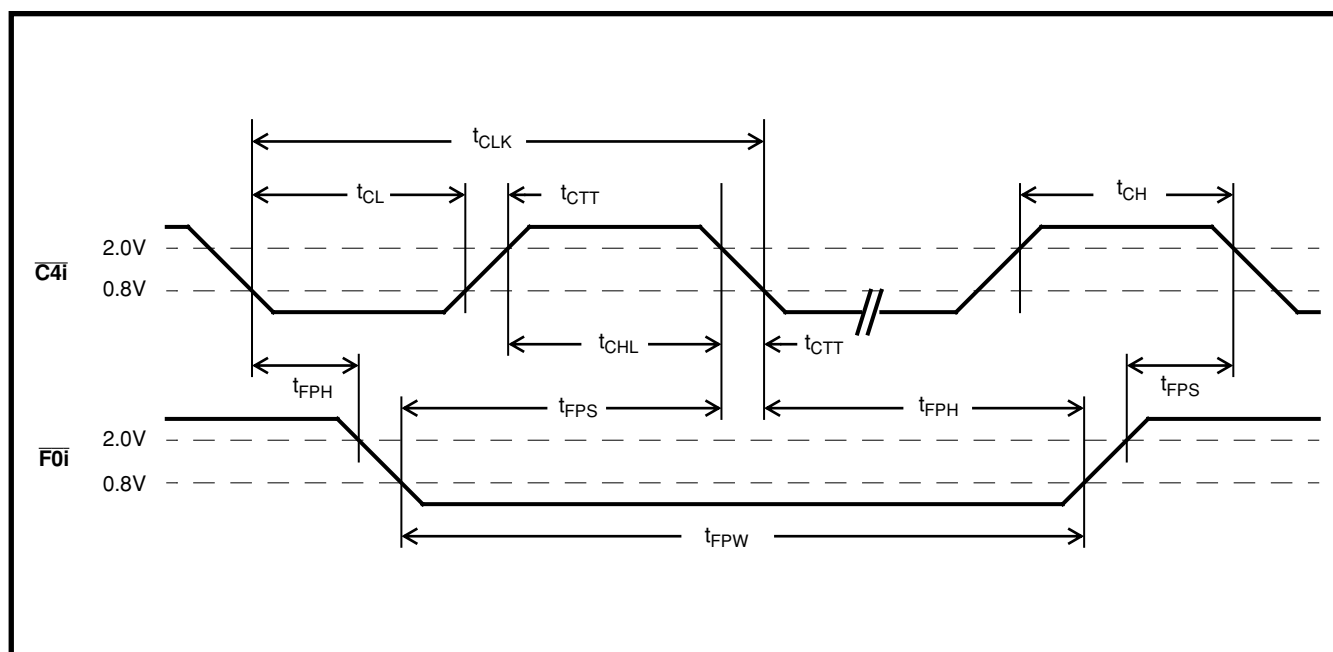 tCLK
tCL
tCTT
tCH
2.0V
C4i
0.8V
tCHL
tCTT
tFPH
tFPS
tFPH
tFPS
2.0V
F0i
0.8V
tFPW